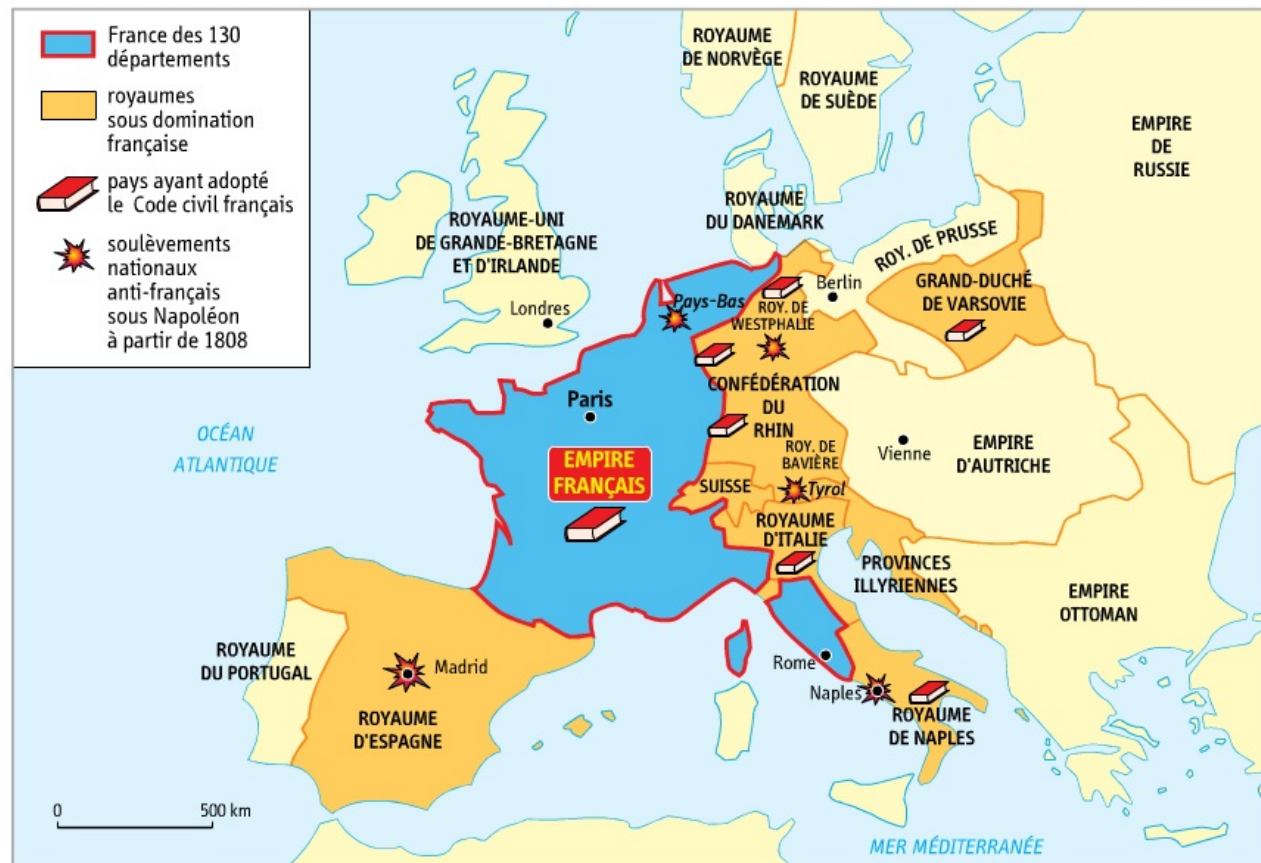 France des 130
départements
royaumes
sous domination
française
pays ayant adopté
le Code civil français
soulèvements
nationaux
anti-français
sous Napoléon
à partir de 1808
ROYAUME
DE NORVÈGE
ROYAUME
DE SUÈDE
EMPIRE
DE
RUSSIE
ROYAUME-UNI
DE GRANDE-BRETAGNE
ET D'IRLANDE
Londres
ROYAUME
DU DANEMARK
ROY. DE PRUSSE
Berlin
GRAND-DUCHÉ
DE VARSOVIE
Pays-Bas
ROY. DE
WESTPHALIE
CONFÉDÉRATION
DU
RHIN
Paris
OCÉAN
ATLANTIQUE
EMPIRE
FRANÇAIS
ROY. DE
BAVIÈRE
Vienne
EMPIRE
D'AUTRICHE
SUISSE
Tyrol
ROYAUME
D'ITALIE
PROVINCES
ILLYRIENNES
EMPIRE
OTTOMAN
ROYAUME
DU PORTUGAL
Madrid
ROYAUME
D'ESPAGNE
Rome
Naples
ROYAUME
DE NAPLES
0 500 km
MER MÉDITERRANÉE